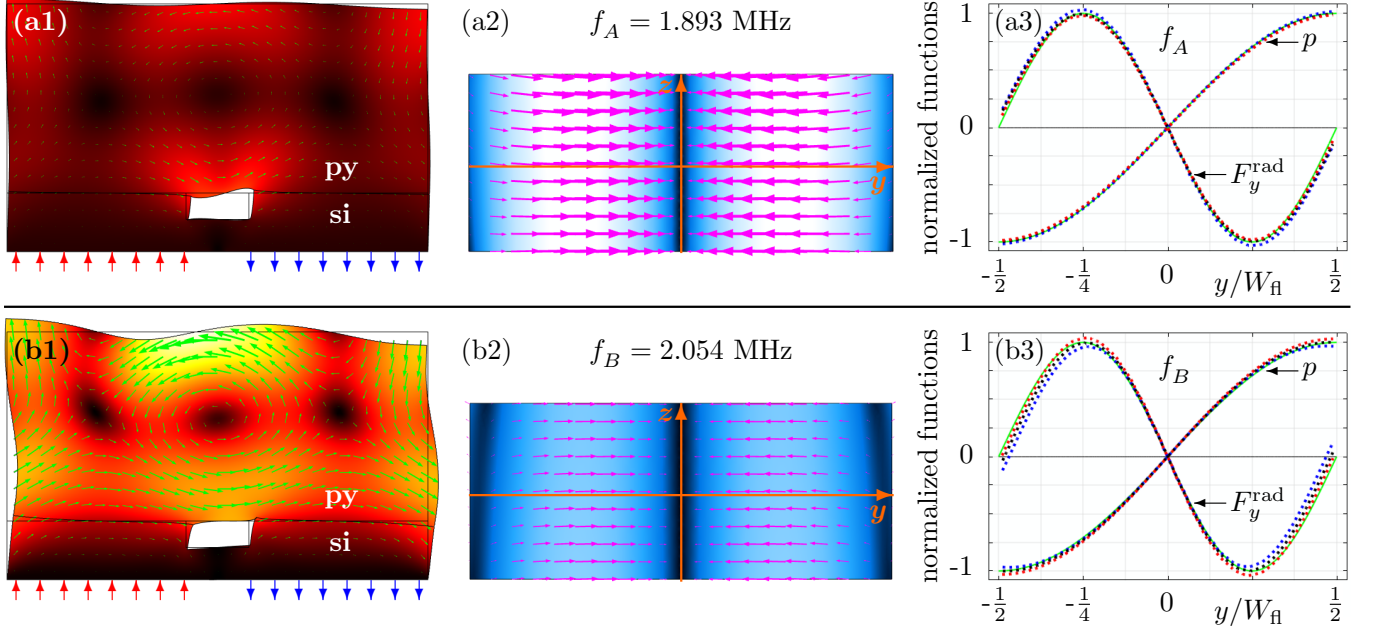 (a1)
py
si
(a2) f_A = 1.893 MHz
z
y
(a3)
normalized functions
1
0
-1
f_A
p
F_y^rad
-1/2 -1/4 0 y/W_fl 1/2
(b1)
py
si
(b2) f_B = 2.054 MHz
z
y
(b3)
normalized functions
1
0
-1
f_B
p
F_y^rad
-1/2 -1/4 0 y/W_fl 1/2